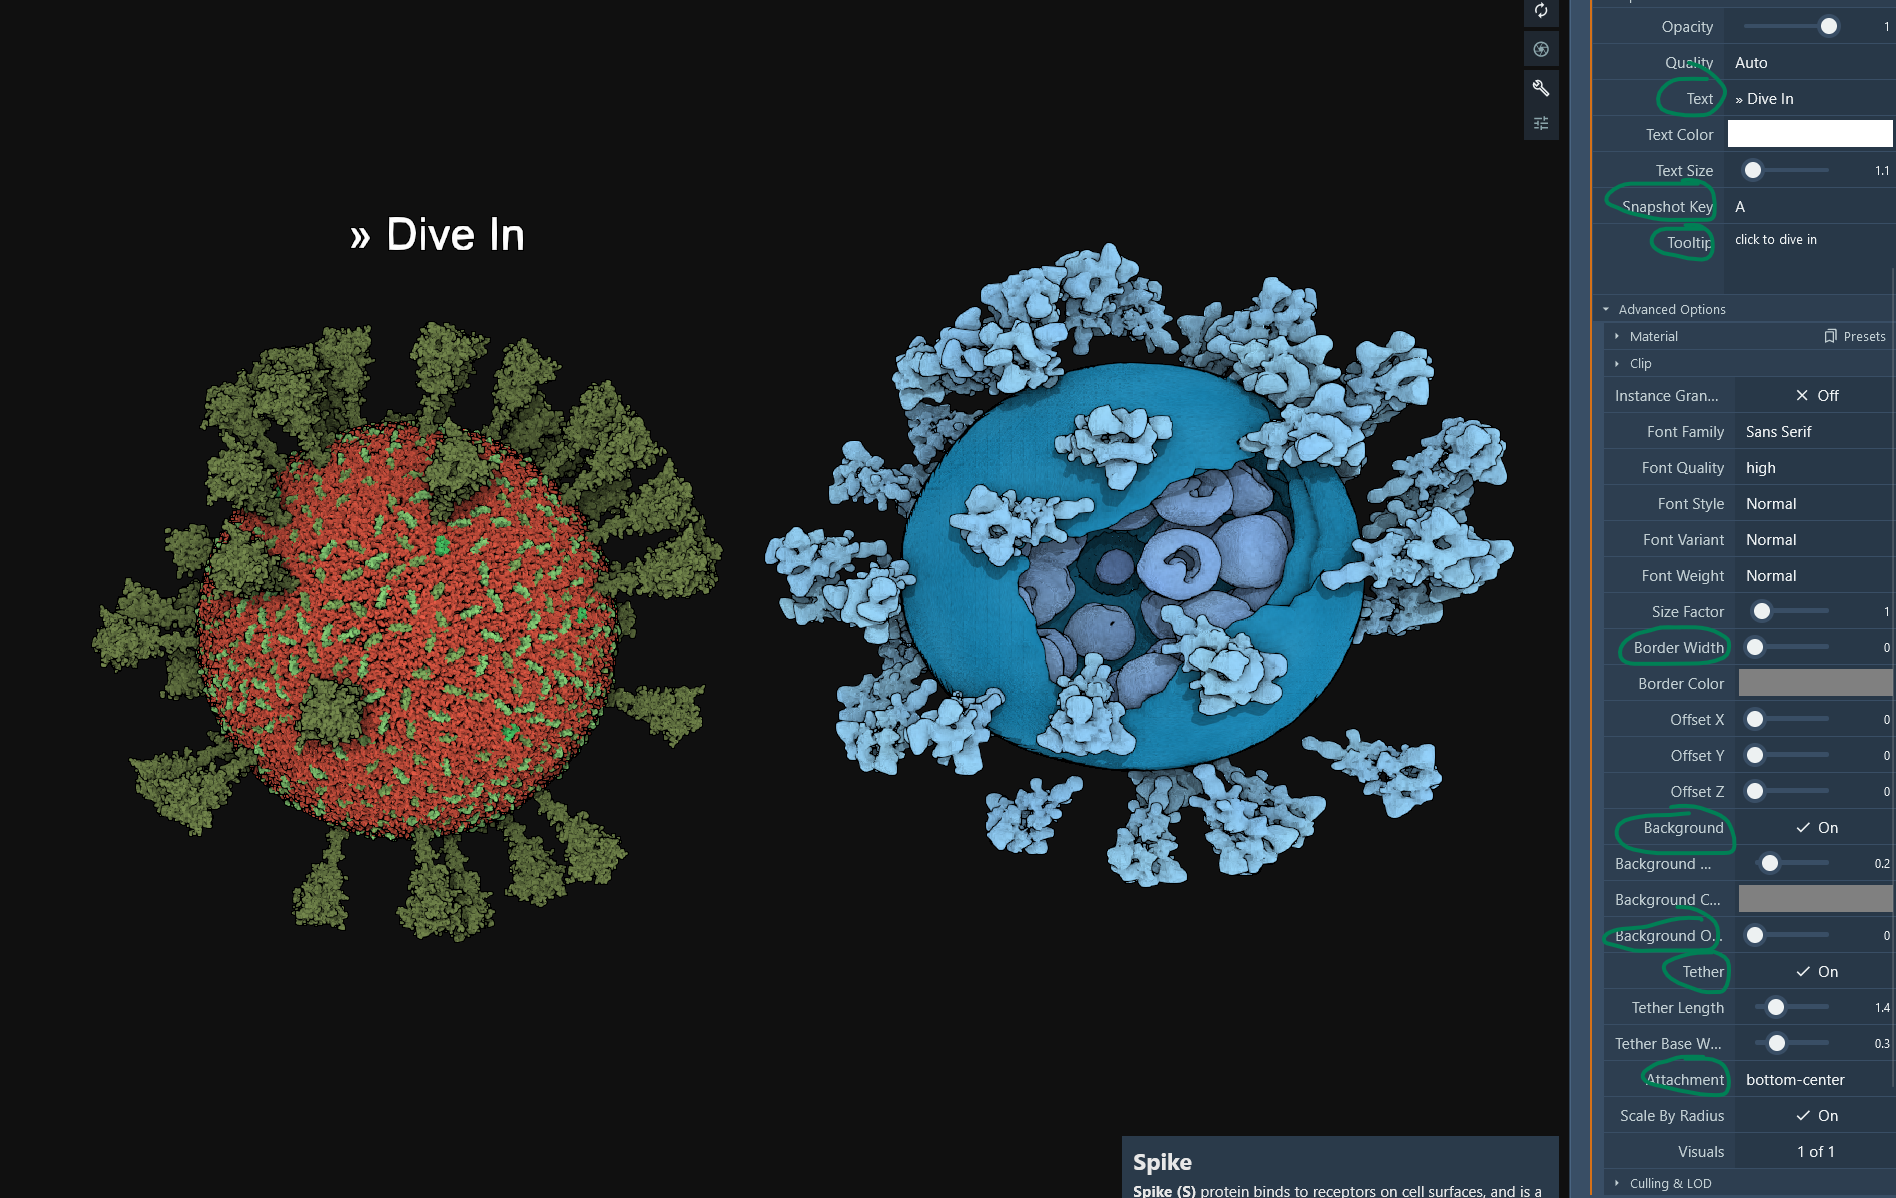 Opacity 1
Quality Auto
Text » Dive In
Text Color
Text Size 1.1
Snapshot Key A
Tooltip click to dive in
Advanced Options
Material Presets
Clip
Instance Gran... Off
Font Family Sans Serif
Font Quality high
Font Style Normal
Font Variant Normal
Font Weight Normal
Size Factor 1
Border Width 0
Border Color
Offset X 0
Offset Y 0
Offset Z 0
Background On
Background ... 0.2
Background C...
Background O... 0
Tether On
Tether Length 1.4
Tether Base W... 0.3
Attachment bottom-center
Scale By Radius On
Visuals 1 of 1
Culling & LOD
» Dive In
Spike
Spike (S) protein binds to receptors on cell surfaces, and is a